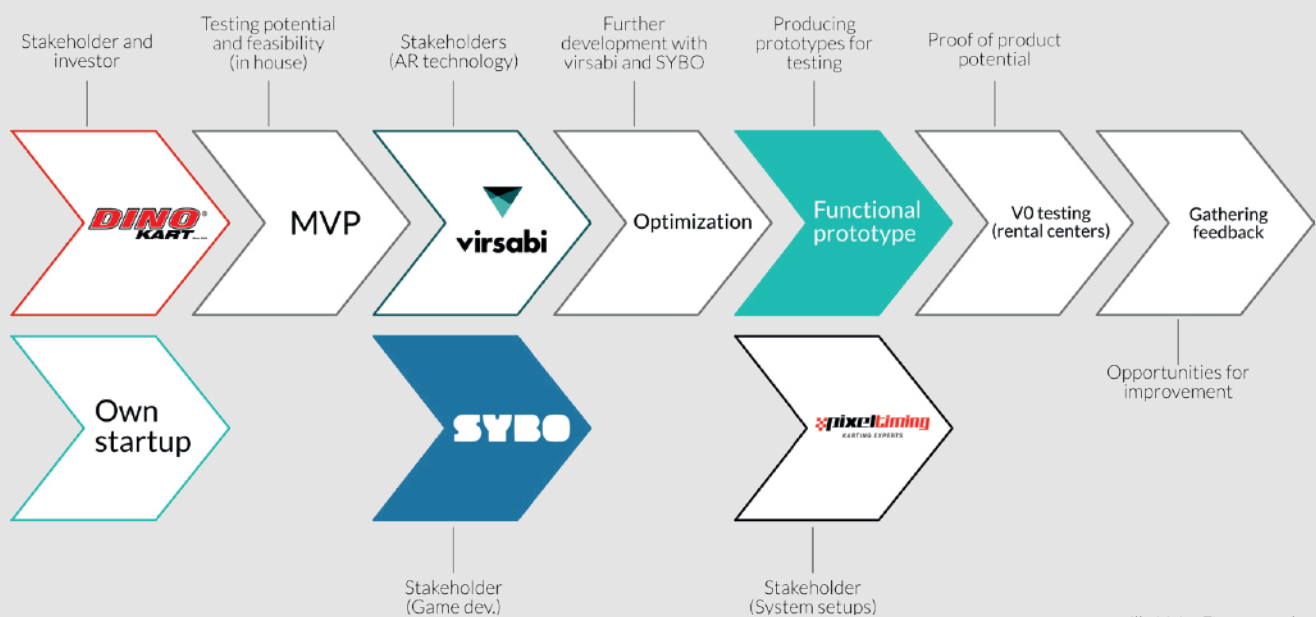 Stakeholder and
investor
Testing potential
and feasibility
(in house)
Stakeholders
(AR technology)
Further
development with
virsabi and SYBO
Producing
prototypes for
testing
Proof of product
potential
DINO
KART
MVP
virsabi
Optimization
Functional
prototype
V0 testing
(rental centers)
Gathering
feedback
Own
startup
SYBO
pixeltiming
KARTING EXPERTS
Opportunities for
improvement
Stakeholder
(Game dev.)
Stakeholder
(System setups)